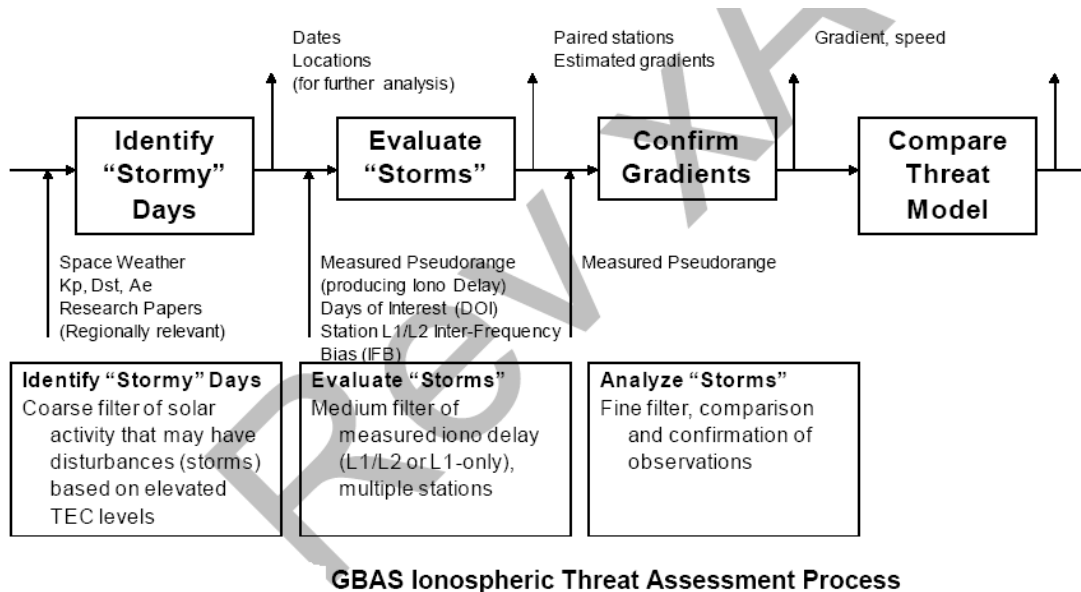 Dates
Locations
(for further analysis)
Paired stations
Estimated gradients
Gradient, speed
Identify
“Stormy”
Days
Evaluate
“Storms”
Confirm
Gradients
Compare
Threat
Model
Space Weather
Kp, Dst, Ae
Research Papers
(Regionally relevant)
Measured Pseudorange
(producing Iono Delay)
Days of Interest (DOI)
Station L1/L2 Inter-Frequency
Bias (IFB)
Measured Pseudorange
Identify “Stormy” Days
Coarse filter of solar
activity that may have
disturbances (storms)
based on elevated
TEC levels
Evaluate “Storms”
Medium filter of
measured iono delay
(L1/L2 or L1-only),
multiple stations
Analyze “Storms”
Fine filter, comparison
and confirmation of
observations
GBAS Ionospheric Threat Assessment Process
Rev xA